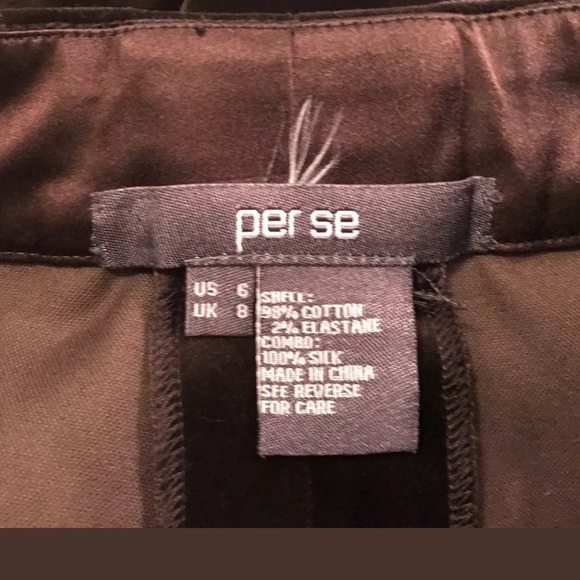 per se
US 6
UK 8
SHELL:
98% COTTON
2% ELASTANE
COMBO:
100% SILK
MADE IN CHINA
SEE REVERSE
FOR CARE